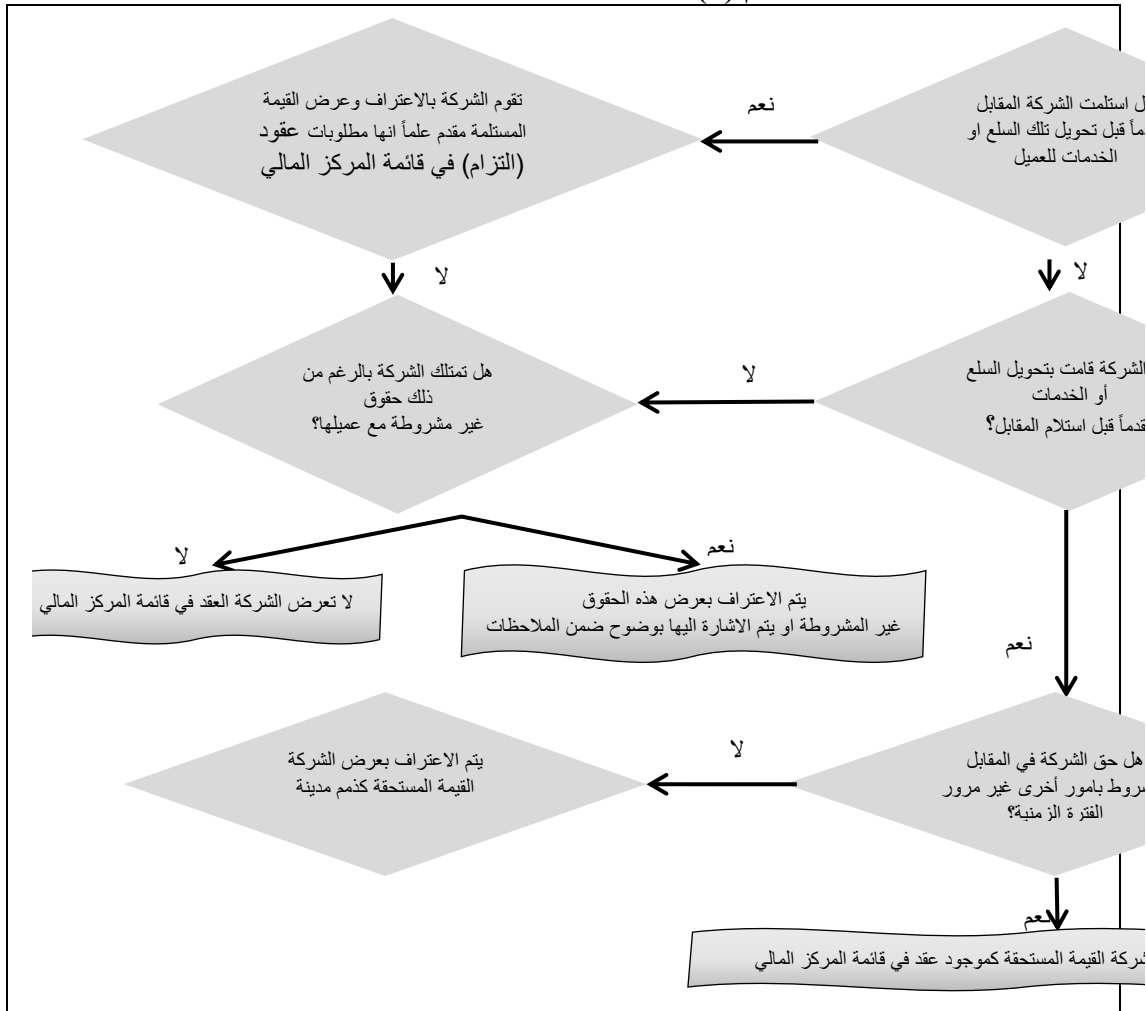 استلمت الشركة المقابل
قبل تحويل تلك السلع او
الخدمات للعميل
نعم
تقوم الشركة بالاعتراف وعرض القيمة
المستلمة مقدم علماً انها مطلوبات عقود
(التزام) في قائمة المركز المالي
لا
لا
الشركة قامت بتحويل السلع
أو الخدمات
قبل استلام المقابل؟
لا
هل تمتلك الشركة بالرغم من
ذلك حقوق
غير مشروطة مع عميلها؟
نعم
لا
يتم الاعتراف بعرض هذه الحقوق
غير المشروطة او يتم الاشارة اليها بوضوح ضمن الملاحظات
لا تعرض الشركة العقد في قائمة المركز المالي
نعم
هل حق الشركة في المقابل
بامور أخرى غير مرور
الفترة الزمنية؟
لا
يتم الاعتراف بعرض الشركة
القيمة المستحقة كذمم مدينة
نعم
القيمة المستحقة كموجود عقد في قائمة المركز المالي